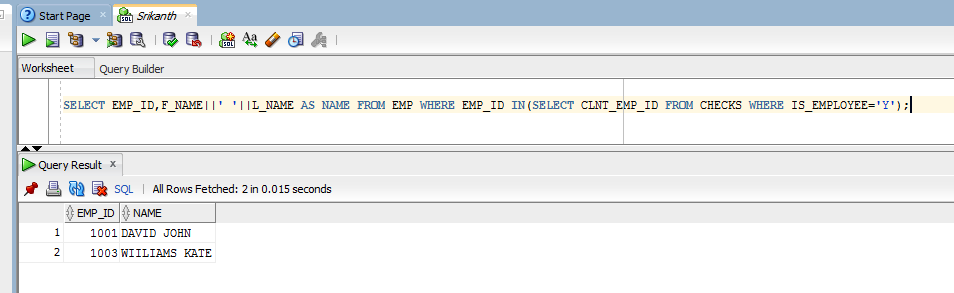 Start Page × Srikanth ×
Worksheet Query Builder
SELECT EMP_ID,F_NAME||' '||L_NAME AS NAME FROM EMP WHERE EMP_ID IN(SELECT CLNT_EMP_ID FROM CHECKS WHERE IS_EMPLOYEE='Y');
Query Result x
SQL | All Rows Fetched: 2 in 0.015 seconds
EMP_ID NAME
1 1001 DAVID JOHN
2 1003 WIILIAMS KATE